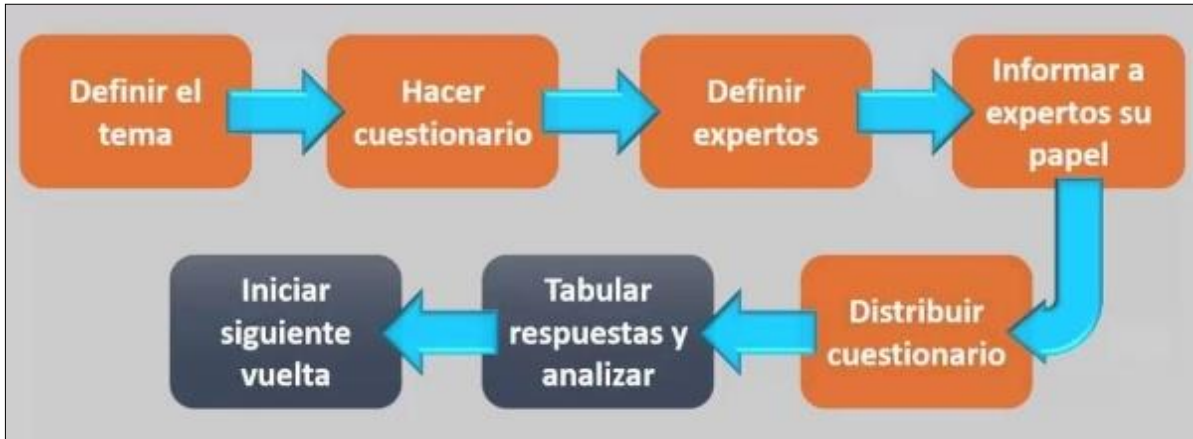 Definir el
tema
Hacer
cuestionario
Definir
expertos
Informar a
expertos su
papel
Distribuir
cuestionario
Tabular
respuestas y
analizar
Iniciar
siguiente
vuelta